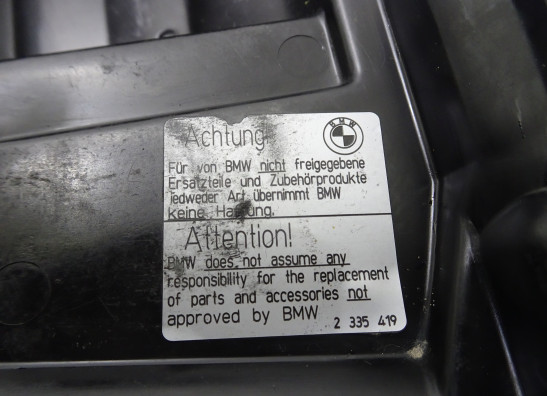 Achtung
BMW
Für von BMW nicht freigegebene
Ersatzteile und Zubehörprodukte
jedweder Art übernimmt BMW
keine Haftung.
Attention!
BMW does not assume any
responsibility for the replacement
of parts and accessories not
approved by BMW
2 335 419